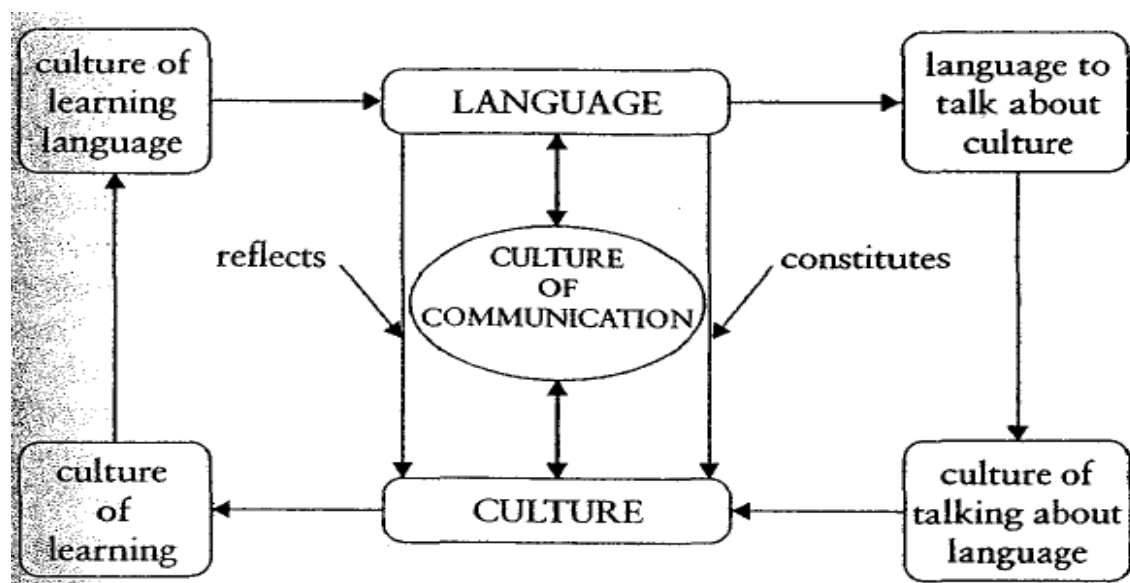 culture of
learning
language
LANGUAGE
language to
talk about
culture
reflects
CULTURE
OF
COMMUNICATION
constitutes
culture
of
learning
CULTURE
culture of
talking about
language